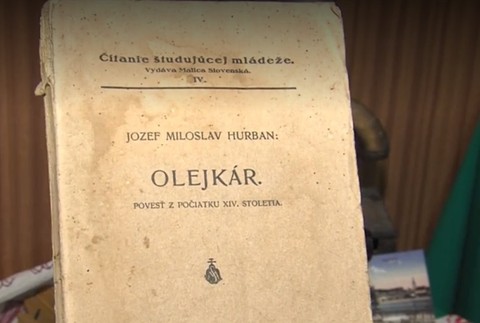 Čítanie študujúcej mládeže.
Vydáva Matica Slovenská.
IV.
JOZEF MILOSLAV HURBAN:
OLEJKÁR.
POVESŤ Z POČIATKU XIV. STOLETIA.